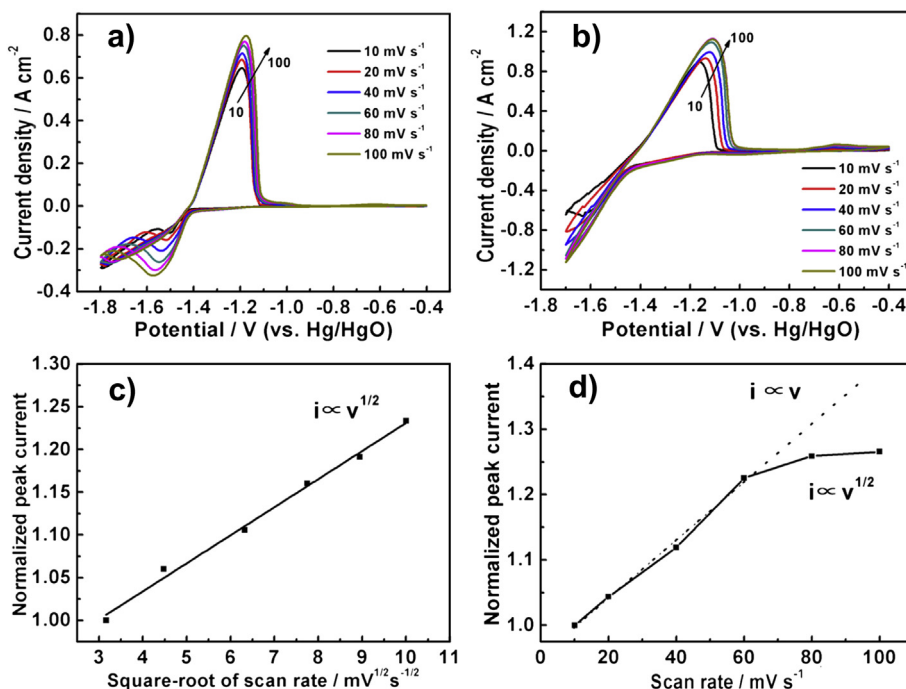 a)
0.8
0.6
0.4
0.2
0.0
-0.2
-0.4
Current density / A cm⁻²
100
10
10 mV s⁻¹
20 mV s⁻¹
40 mV s⁻¹
60 mV s⁻¹
80 mV s⁻¹
100 mV s⁻¹
-1.8 -1.6 -1.4 -1.2 -1.0 -0.8 -0.6 -0.4
Potential / V (vs. Hg/HgO)
b)
1.6
1.2
0.8
0.4
0.0
-0.4
-0.8
-1.2
Current density / A cm⁻²
100
10
10 mV s⁻¹
20 mV s⁻¹
40 mV s⁻¹
60 mV s⁻¹
80 mV s⁻¹
100 mV s⁻¹
-1.8 -1.6 -1.4 -1.2 -1.0 -0.8 -0.6 -0.4
Potential / V (vs. Hg/HgO)
c)
i∝v¹ᐟ²
1.30
1.25
1.20
1.15
1.10
1.05
1.00
Normalized peak current
3 4 5 6 7 8 9 10 11
Square-root of scan rate / mV¹ᐟ²s⁻¹ᐟ²
d)
i∝v
i∝v¹ᐟ²
1.4
1.3
1.2
1.1
1.0
Normalized peak current
0 20 40 60 80 100
Scan rate / mV s⁻¹